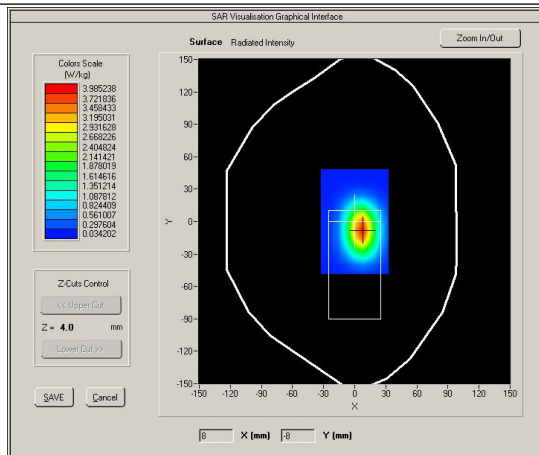 SAR Visualisation Graphical Interface
Surface Radiated Intensity
Zoom In/Out
Colors Scale
(W/kg)
3.985238
3.721836
3.458433
3.195031
2.931628
2.668226
2.404824
2.141421
1.878019
1.614616
1.351214
1.087812
0.824409
0.561007
0.297604
0.034202
Z-Cuts Control
<< Upper Cut
Z = 4.0 mm
Lower Cut >>
SAVE
Cancel
150
120
90
60
30
0
-30
-60
-90
-120
-150
Y
-150 -120 -90 -60 -30 0 30 60 90 120 150
X
8 X (mm) -8 Y (mm)